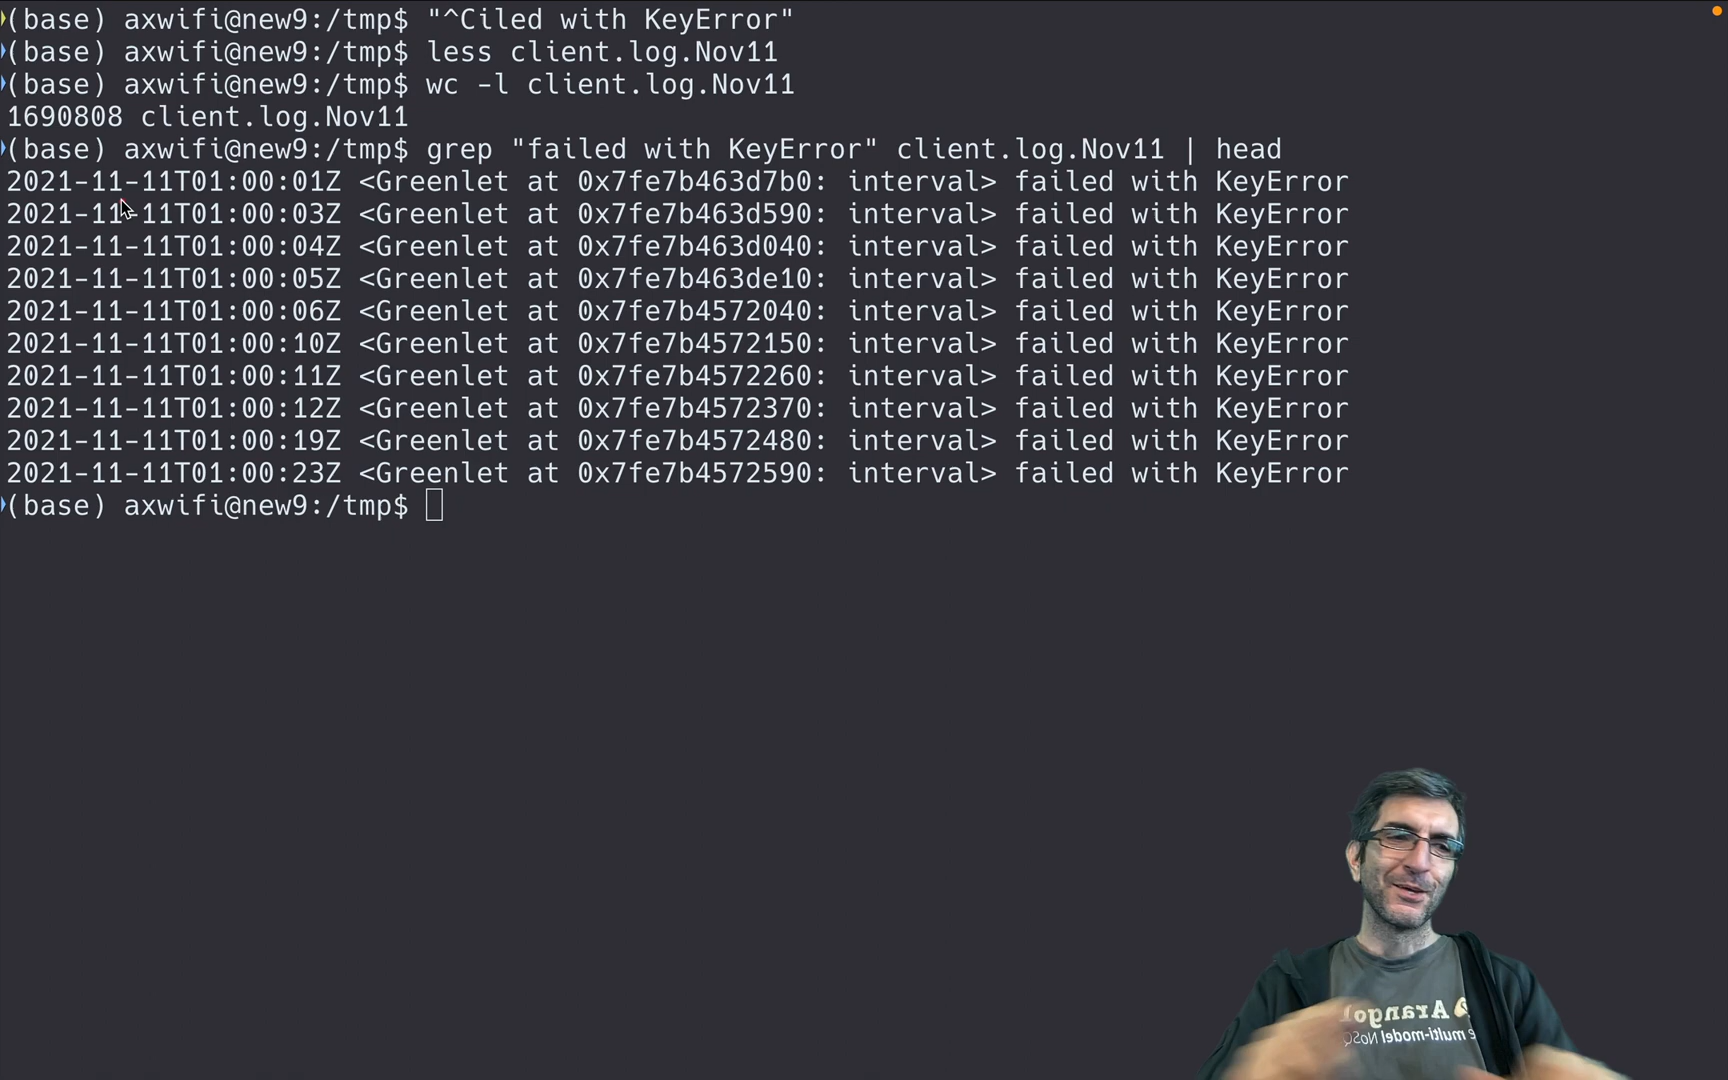 (base) axwifi@new9:/tmp$ "^Ciled with KeyError"
(base) axwifi@new9:/tmp$ less client.log.Nov11
(base) axwifi@new9:/tmp$ wc -l client.log.Nov11
1690808 client.log.Nov11
(base) axwifi@new9:/tmp$ grep "failed with KeyError" client.log.Nov11 | head
2021-11-11T01:00:01Z <Greenlet at 0x7fe7b463d7b0: interval> failed with KeyError
2021-11-11T01:00:03Z <Greenlet at 0x7fe7b463d590: interval> failed with KeyError
2021-11-11T01:00:04Z <Greenlet at 0x7fe7b463d040: interval> failed with KeyError
2021-11-11T01:00:05Z <Greenlet at 0x7fe7b463de10: interval> failed with KeyError
2021-11-11T01:00:06Z <Greenlet at 0x7fe7b4572040: interval> failed with KeyError
2021-11-11T01:00:10Z <Greenlet at 0x7fe7b4572150: interval> failed with KeyError
2021-11-11T01:00:11Z <Greenlet at 0x7fe7b4572260: interval> failed with KeyError
2021-11-11T01:00:12Z <Greenlet at 0x7fe7b4572370: interval> failed with KeyError
2021-11-11T01:00:19Z <Greenlet at 0x7fe7b4572480: interval> failed with KeyError
2021-11-11T01:00:23Z <Greenlet at 0x7fe7b4572590: interval> failed with KeyError
(base) axwifi@new9:/tmp$
Arango
multi-model NoSQ